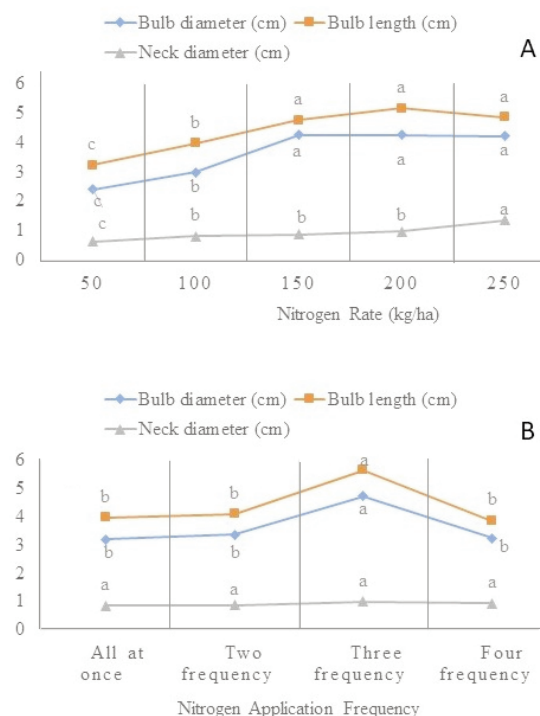 Bulb diameter (cm) Bulb length (cm)
Neck diameter (cm)
A
6
5
4
3
2
1
0
c b a a a
c b a a a
c b b b a
50 100 150 200 250
Nitrogen Rate (kg/ha)
Bulb diameter (cm) Bulb length (cm)
Neck diameter (cm)
B
6
5
4
3
2
1
0
b b a b
b b a b
a a a a
All at once Two frequency Three frequency Four frequency
Nitrogen Application Frequency